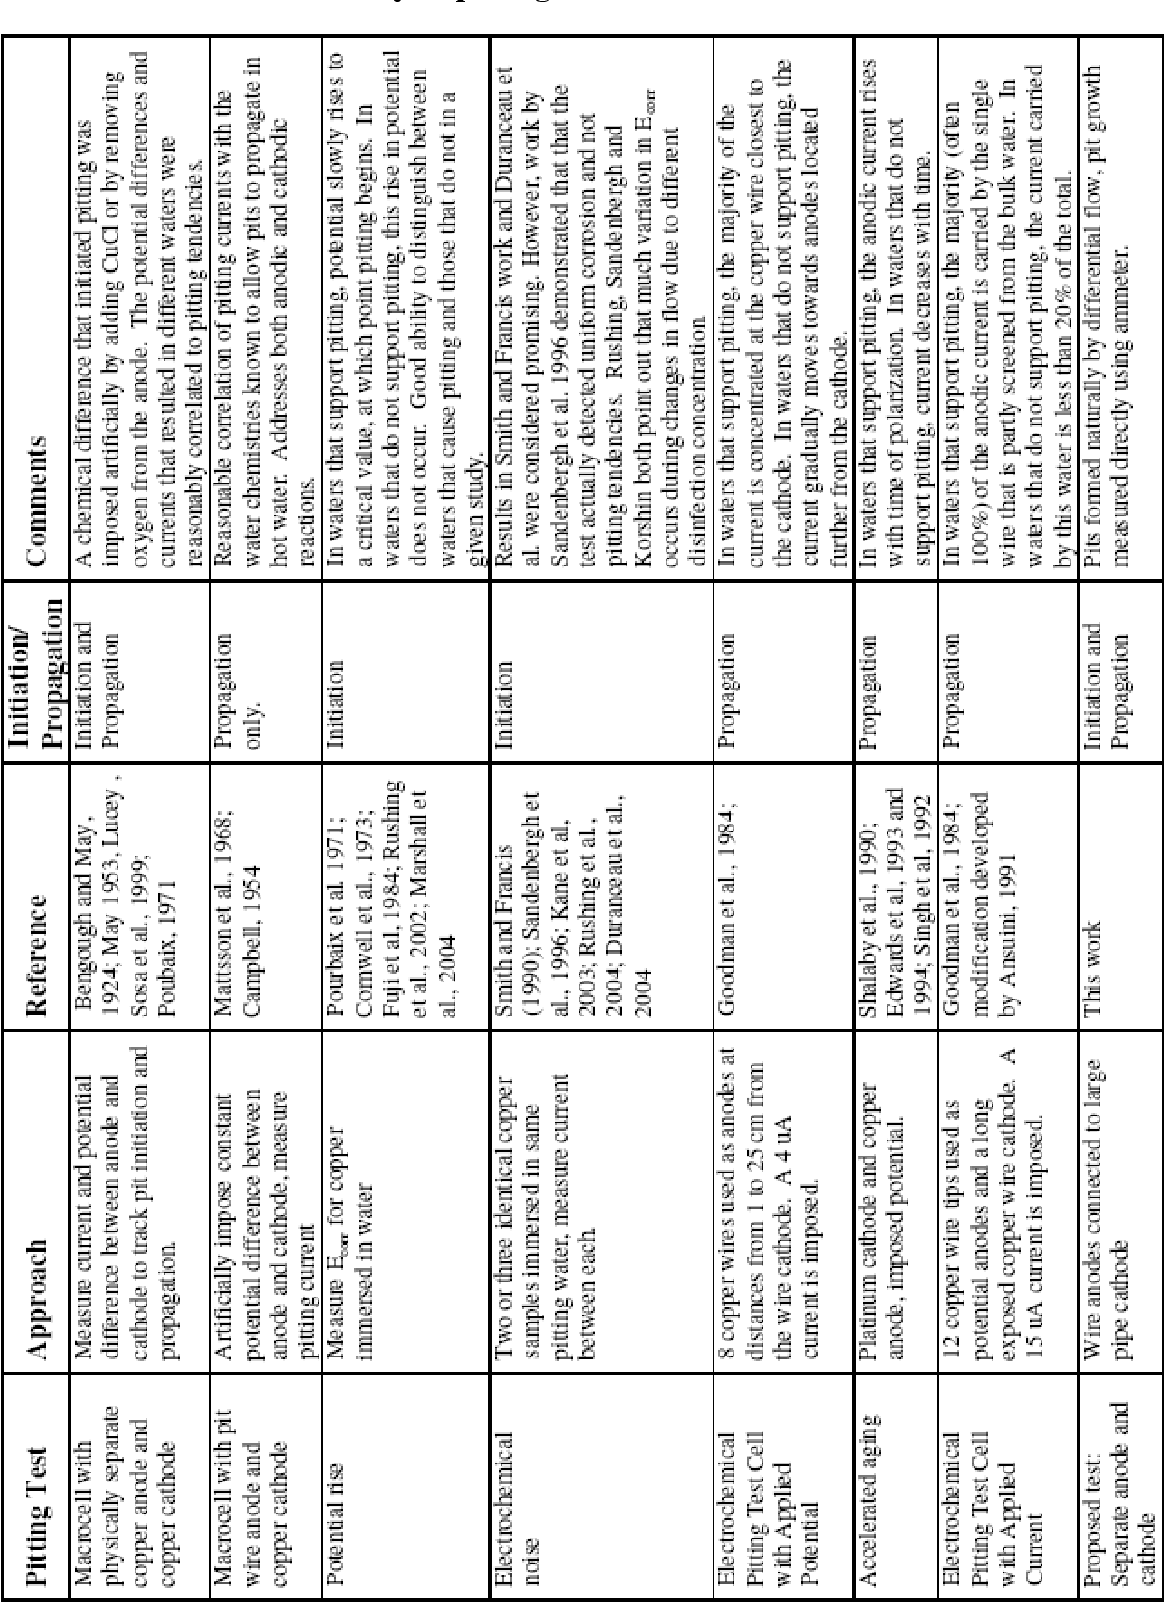 Pitting Test
Approach
Reference
Initiation/
Propagation
Comments
Macrocell with
physically separate
copper anode and
copper cathode
Measure current and potential
difference between anode and
cathode to track pit initiation and
propagation.
Bengough and May,
1924; May 1953, Lucey ,
Sosa et al., 1999;
Poubaix, 1971
Initiation and
Propagation
A chemical difference that initiated pitting was
imposed artificially by adding CuCl or by removing
oxygen from the anode. The potential differences and
currents that resulted in different waters were
reasonably correlated to pitting tendencies.
Macrocell with pit
wire anode and
copper cathode
Artificially impose constant
potential difference between
anode and cathode, measure
pitting current
Mattsson et al., 1968;
Campbell, 1954
Propagation
only.
Reasonable correlation of pitting currents with the
water chemistries known to allow pits to propagate in
hot water. Addresses both anodic and cathodic
reactions.
Potential rise
Measure Ecorr for copper
immersed in water
Pourbaix et al. 1971;
Cornwell et al., 1973;
Fuji et al, 1984; Rushing
et al., 2002; Marshall et
al., 2004
Initiation
In waters that support pitting, potential slowly rises to
a critical value, at which point pitting begins. In
waters that do not support pitting, this rise in potential
does not occur. Good ability to distinguish between
waters that cause pitting and those that do not in a
given study.
Electrochemical
noise
Two or three identical copper
samples immersed in same
pitting water, measure current
between each.
Smith and Francis
(1990); Sandenbergh et
al., 1996; Kane et al,
2003; Rushing et al.,
2004; Duranceau et al.,
2004
Initiation
Results in Smith and Francis work and Duranceau et
al. were considered promising. However, work by
Sandenbergh et al. 1996 demonstrated that the
test actually detected uniform corrosion and not
pitting tendencies. Rushing, Sandenbergh and
Korshin both point out that much variation in Ecorr
occurs during changes in flow due to different
disinfection concentration.
Electrochemical
Pitting Test Cell
with Applied
Potential
8 copper wires used as anodes at
distances from 1 to 25 cm from
the wire cathode. A 4 uA
current is imposed.
Goodman et al., 1984;
Propagation
In waters that support pitting, the majority of the
current is concentrated at the copper wire closest to
the cathode. In waters that do not support pitting, the
current gradually moves towards anodes located
further from the cathode.
Accelerated aging
Platinum cathode and copper
anode, imposed potential.
Shalaby et al., 1990;
Edwards et al, 1993 and
1994; Singh et al, 1992
Propagation
In waters that support pitting, the anodic current rises
with time of polarization. In waters that do not
support pitting, current decreases with time.
Electrochemical
Pitting Test Cell
with Applied
Current
12 copper wire tips used as
potential anodes and a long
exposed copper wire cathode. A
15 uA current is imposed.
Goodman et al., 1984;
modification developed
by Ansuini, 1991
Propagation
In waters that support pitting, the majority (often
100%) of the anodic current is carried by the single
wire that is partly screened from the bulk water. In
waters that do not support pitting, the current carried
by this water is less than 20% of the total.
Proposed test:
Separate anode and
cathode
Wire anodes connected to large
pipe cathode
This work
Initiation and
Propagation
Pits formed naturally by differential flow, pit growth
measured directly using ammeter.